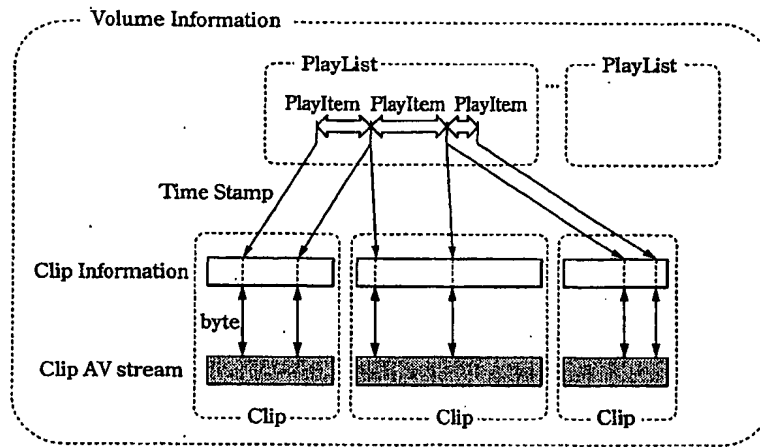 Volume Information
PlayList
PlayList
...
PlayItem PlayItem PlayItem
Time Stamp
Clip Information
byte
Clip AV stream
Clip
Clip
Clip